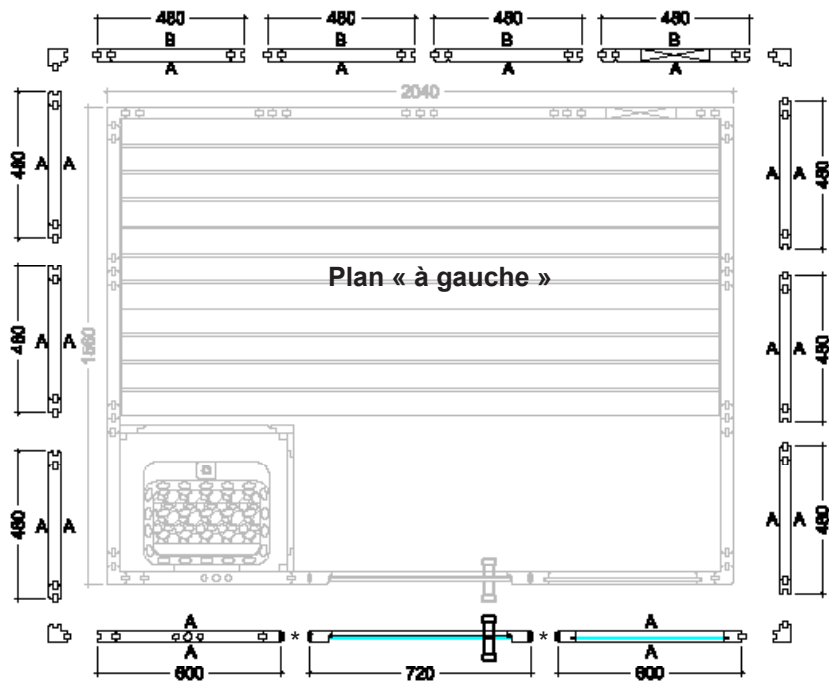 480 480 480 480
B B B B
A A A A
2040
480 A A
A A 480
Plan « à gauche »
1560
480 A A
A A 480
480 A A
A A 480
A * * A
A A
600 720 600